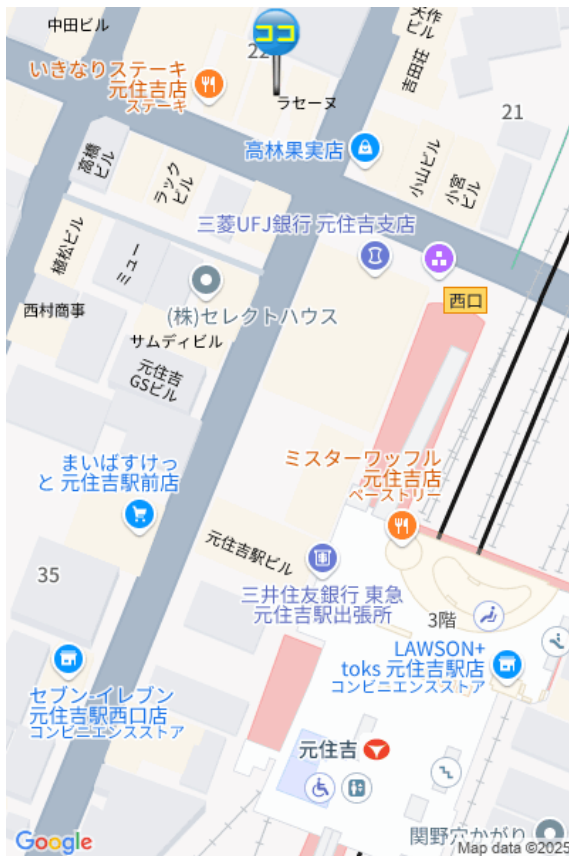 中田ビル
天作
ビル
ココ
22
いきなりステーキ
元住吉店
ステーキ
ラセーヌ
吉田荘
21
高橋
ビル
高林果実店
ラック
ビル
小山ビル
小宮
ビル
三菱UFJ銀行 元住吉支店
植松ビル
ミュー
西口
西村商事
(株)セレクトハウス
サムディビル
元住吉
GSビル
ミスターワッフル
元住吉店
ペーストリー
まいばすけっ
と 元住吉駅前店
元住吉駅ビル
35
三井住友銀行 東急
元住吉駅出張所
3階
LAWSON+
toks 元住吉駅店
コンビニエンスストア
セブン-イレブン
元住吉駅西口店
コンビニエンスストア
元住吉
関野穴かがり
Google
Map data ©2025